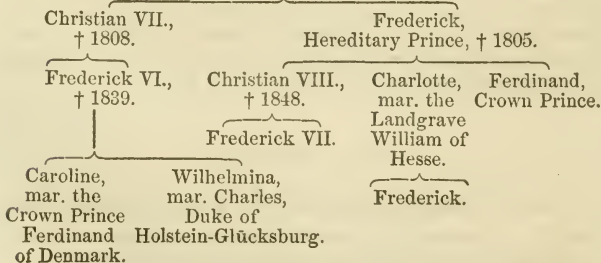 Christian VII., Frederick,
† 1808. Hereditary Prince, † 1805.
Frederick VI., Christian VIII., Charlotte, Ferdinand,
† 1839. † 1848. mar. the Crown Prince.
Landgrave
Frederick VII. William of
Hesse.
Caroline, Wilhelmina,
mar. the mar. Charles, Frederick.
Crown Prince Duke of
Ferdinand Holstein-Glücksburg.
of Denmark.